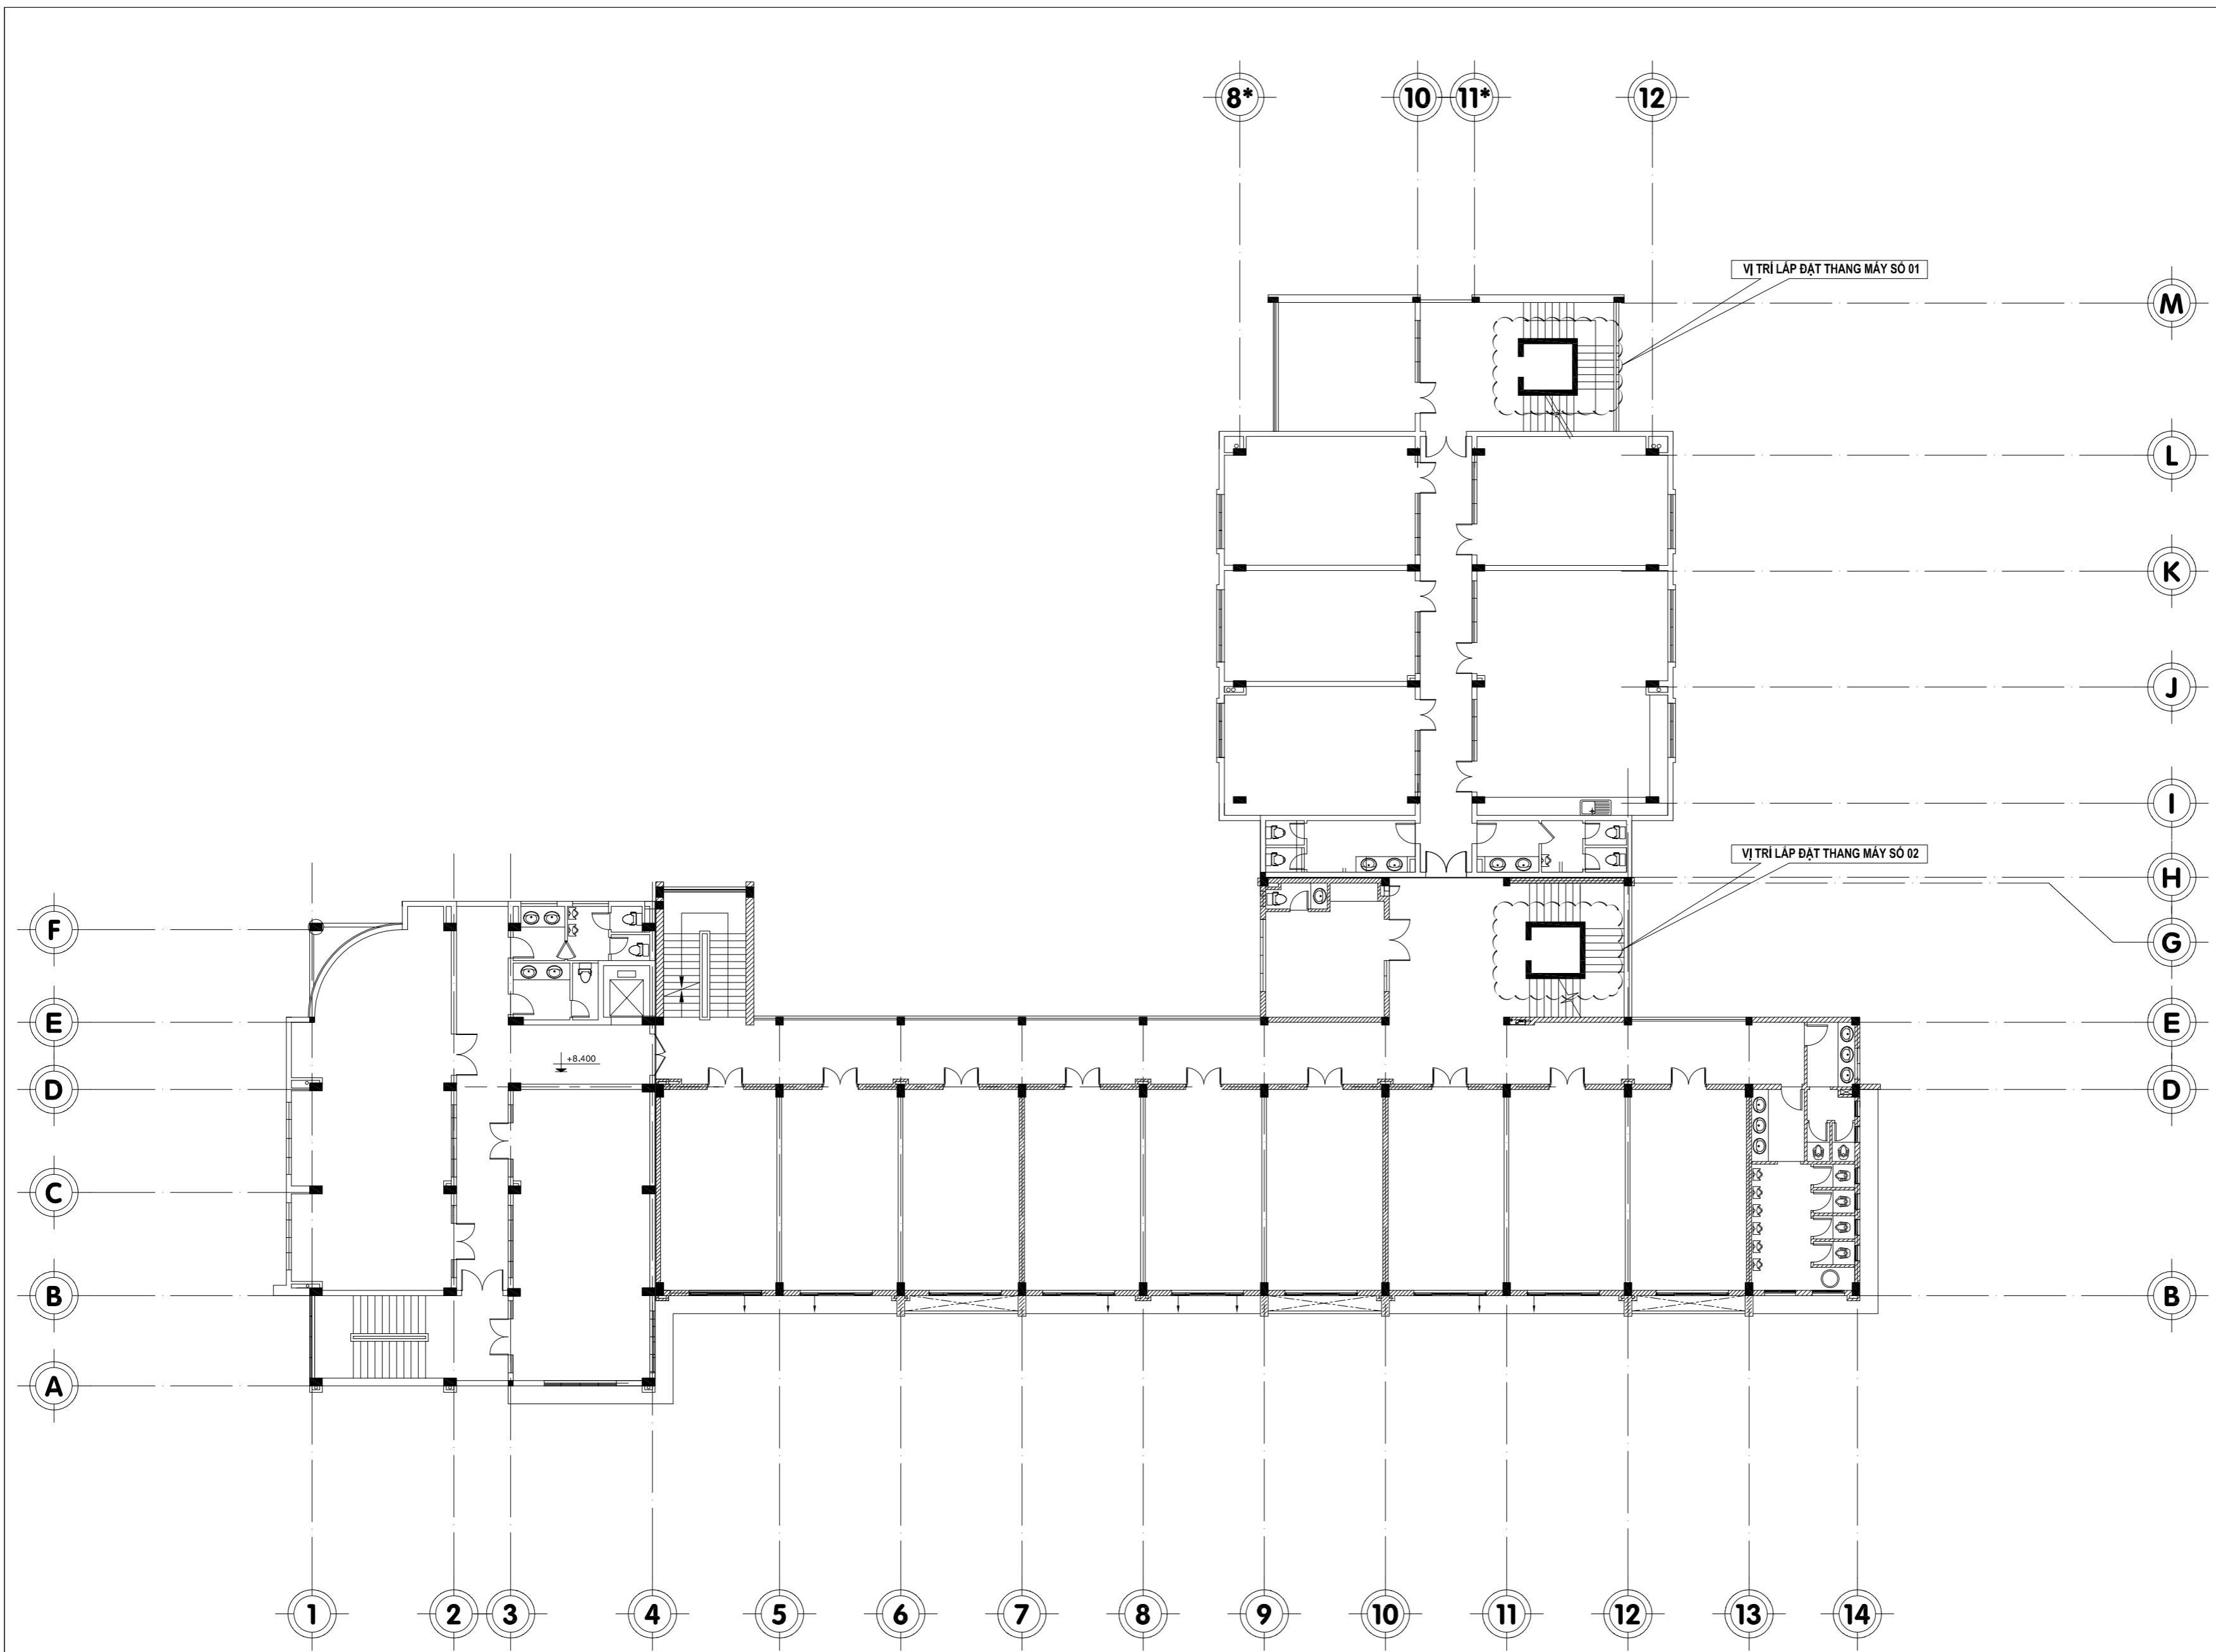 8* 10 11* 12
VỊ TRÍ LẮP ĐẶT THANG MÁY SỐ 01
M
L
K
J
I
VỊ TRÍ LẮP ĐẶT THANG MÁY SỐ 02
H
F G
E E
+8.400
D D
C
B B
A
1 2 3 4 5 6 7 8 9 10 11 12 13 14